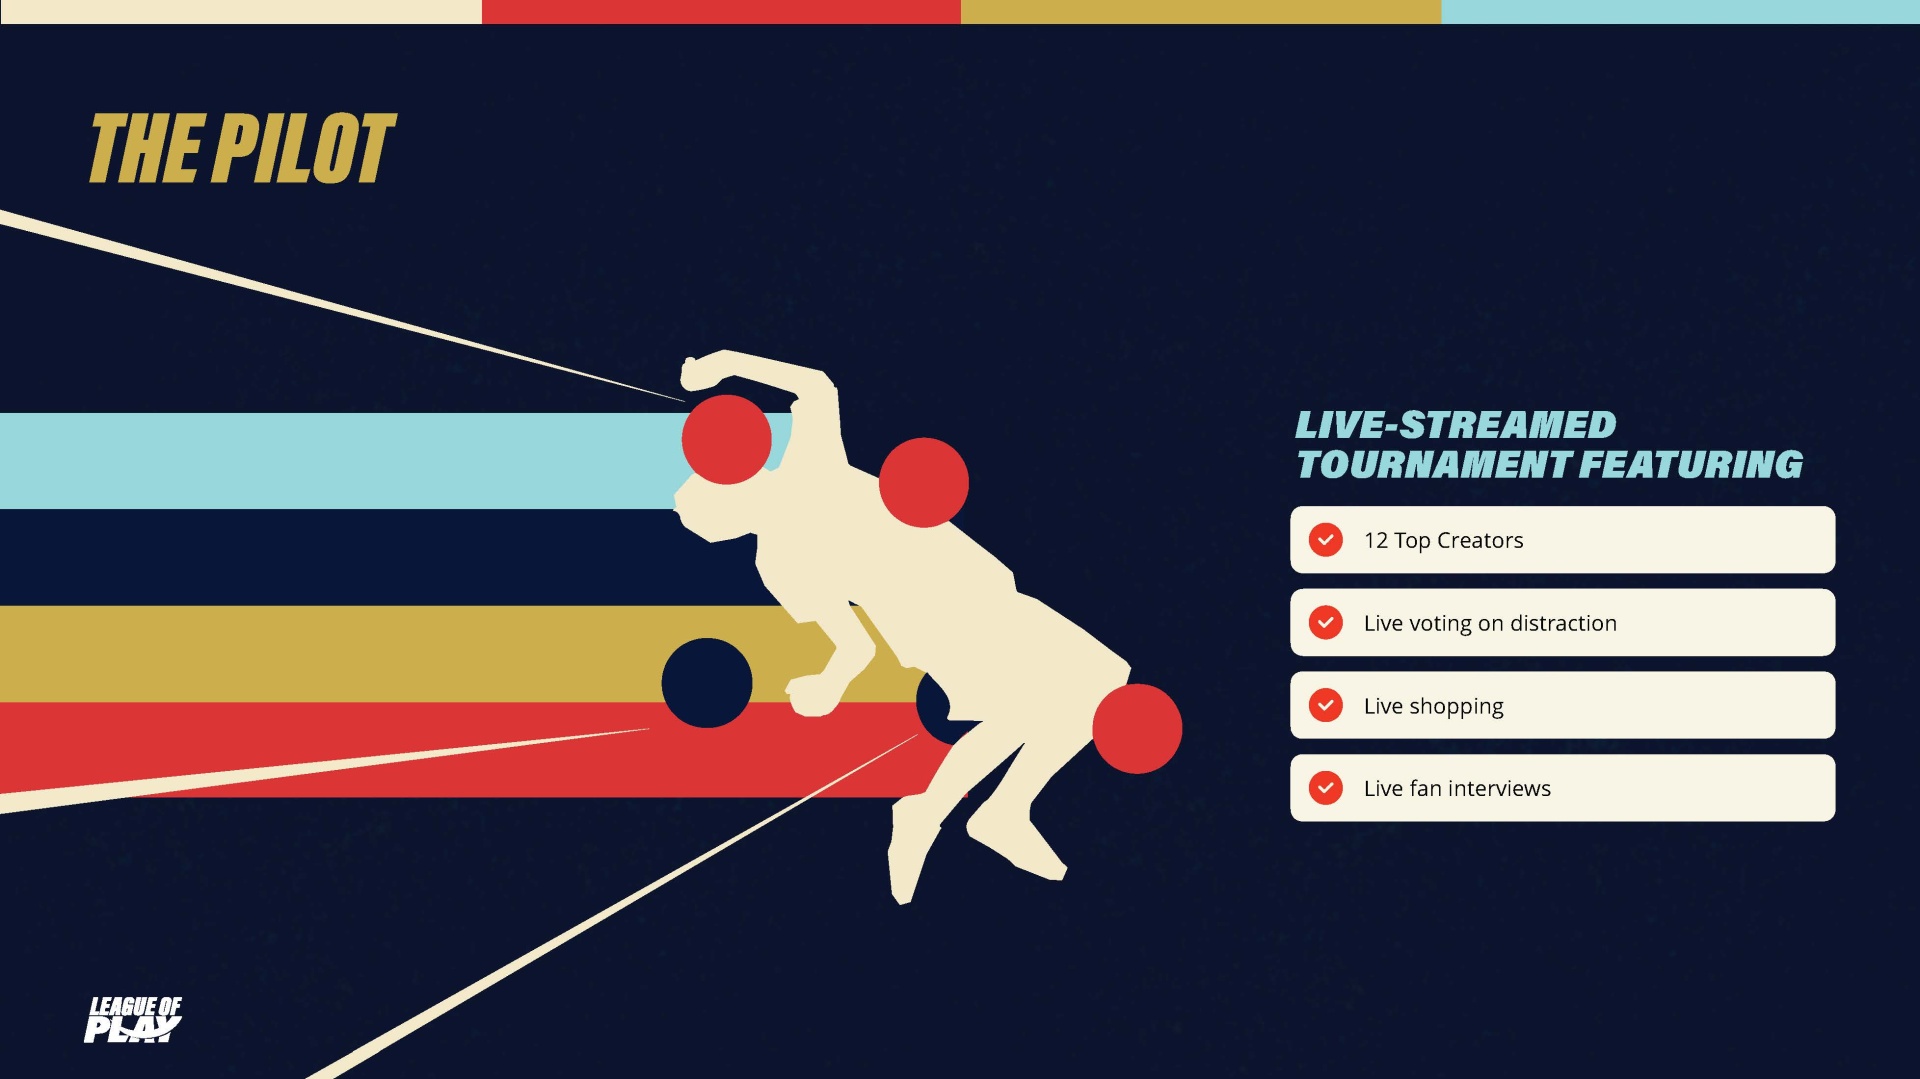 THE PILOT
LIVE-STREAMED
TOURNAMENT FEATURING
12 Top Creators
Live voting on distraction
Live shopping
Live fan interviews
LEAGUE OF
PLAY